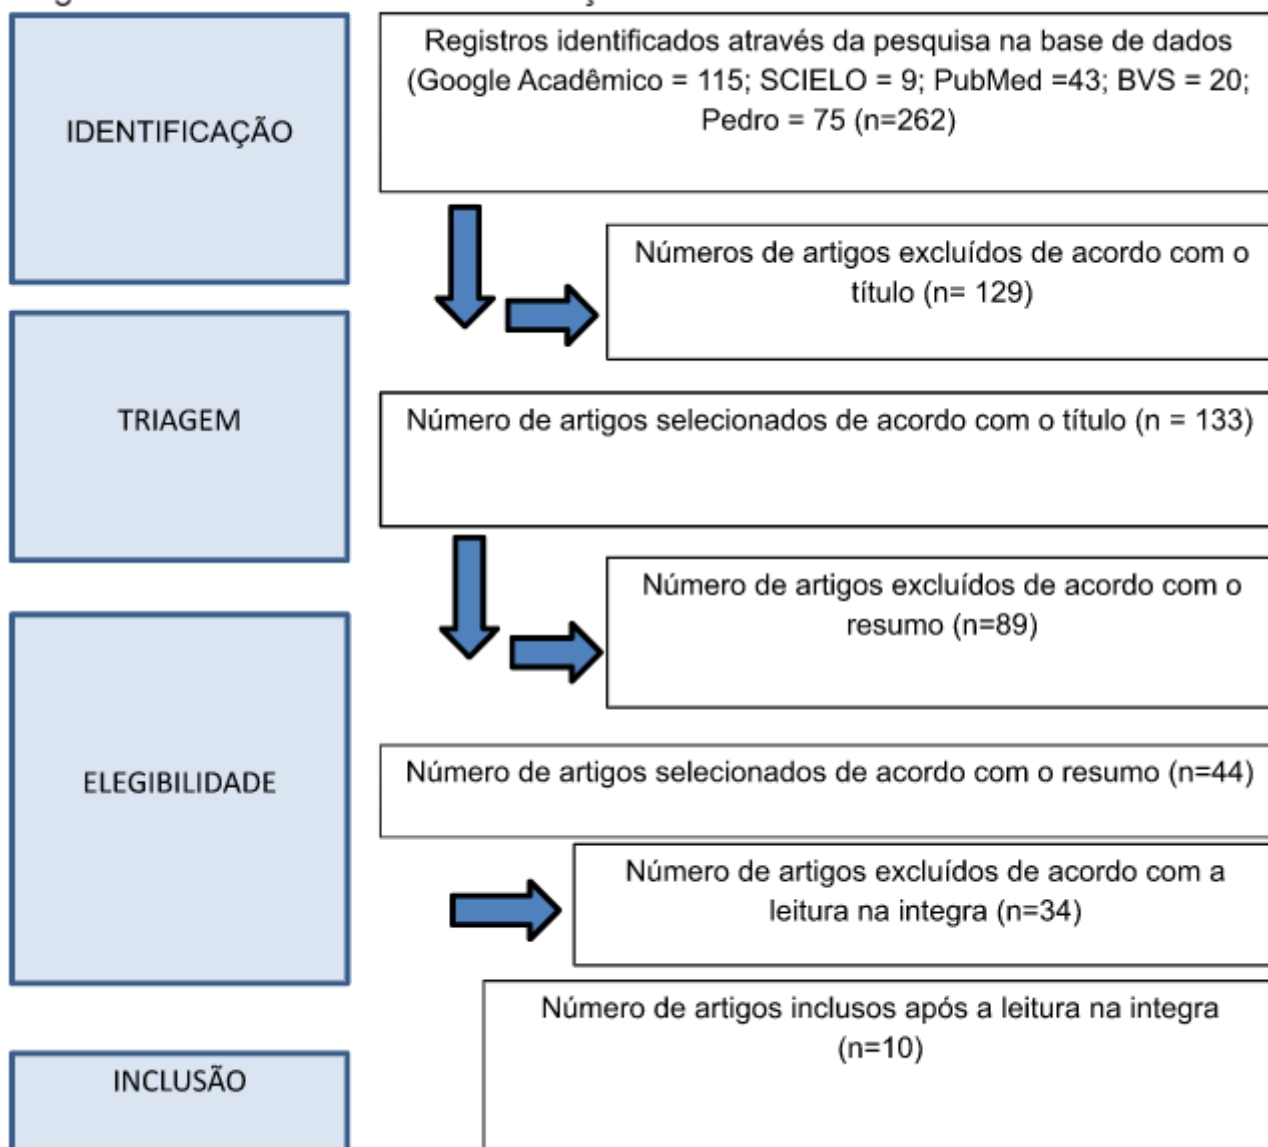 IDENTIFICAÇÃO
Registros identificados através da pesquisa na base de dados
(Google Acadêmico = 115; SCIELO = 9; PubMed =43; BVS = 20;
Pedro = 75 (n=262)
Números de artigos excluídos de acordo com o
título (n= 129)
TRIAGEM
Número de artigos selecionados de acordo com o título (n = 133)
Número de artigos excluídos de acordo com o
resumo (n=89)
ELEGIBILIDADE
Número de artigos selecionados de acordo com o resumo (n=44)
Número de artigos excluídos de acordo com a
leitura na integra (n=34)
Número de artigos inclusos após a leitura na integra
(n=10)
INCLUSÃO